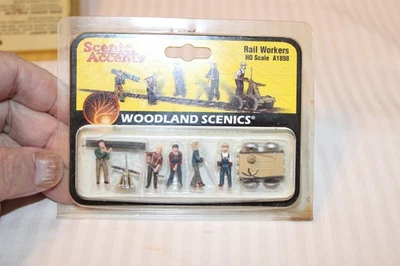 Scenic
Accents
Rail Workers
HO Scale A1898
WOODLAND SCENICS®